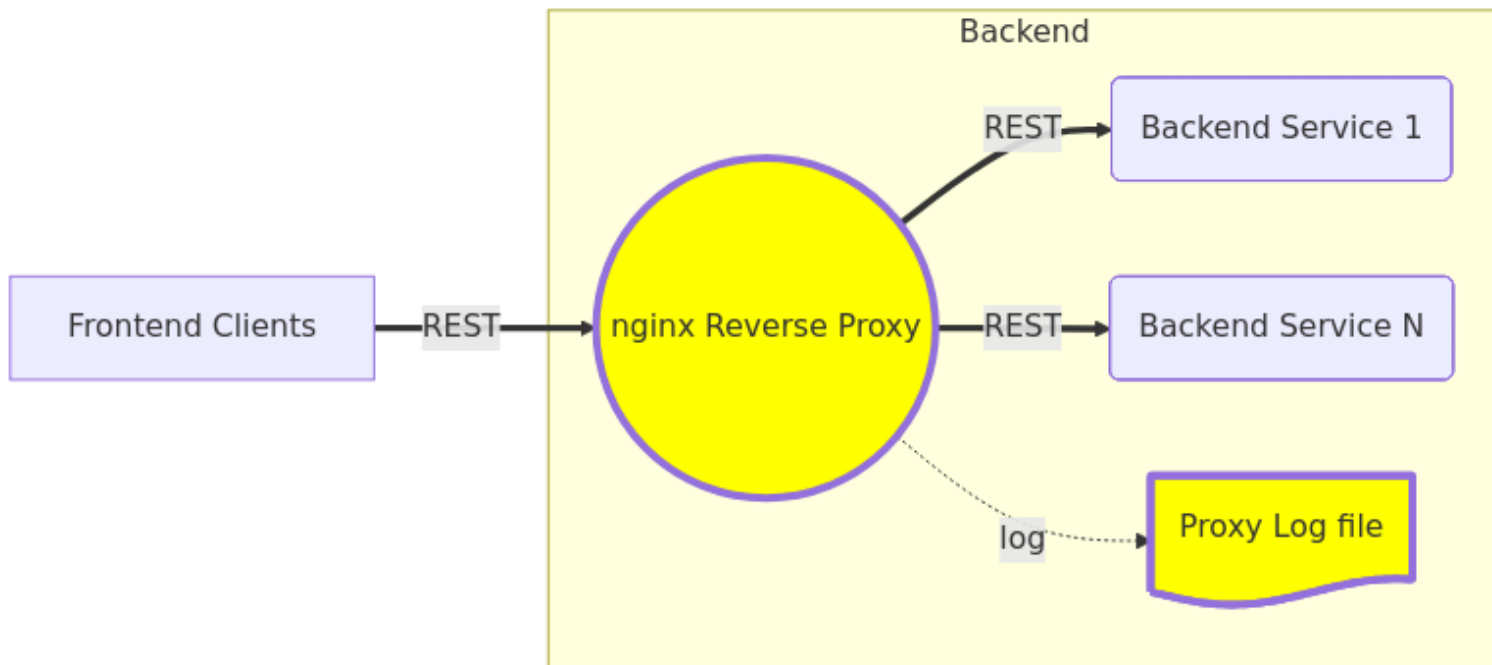 Backend
REST
Backend Service 1
Frontend Clients
REST
nginx Reverse Proxy
REST
Backend Service N
log
Proxy Log file